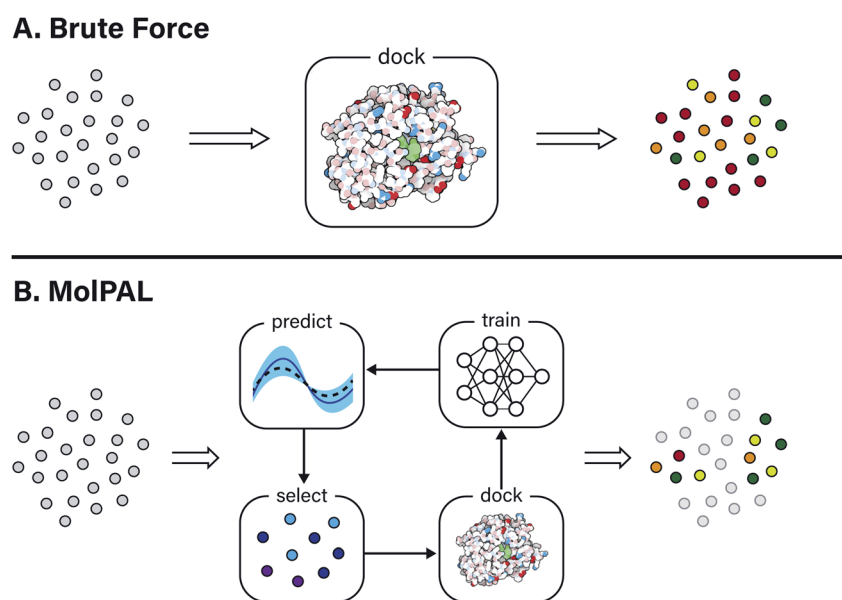 A. Brute Force
dock
B. MolPAL
predict
train
select
dock